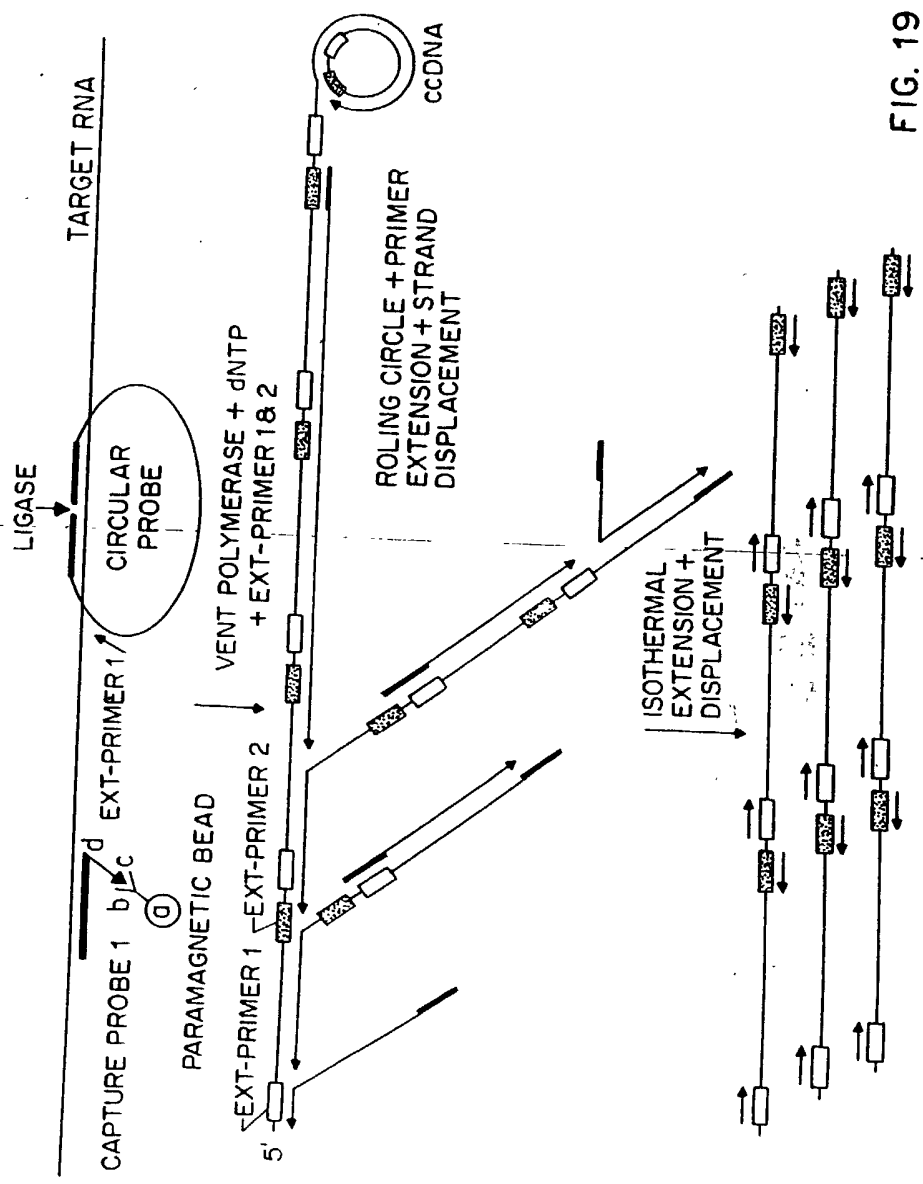 LIGASE
TARGET RNA
CIRCULAR
PROBE
CAPTURE PROBE 1
b
c
d
EXT-PRIMER 1
a
PARAMAGNETIC BEAD
VENT POLYMERASE + dNTP
+ EXT-PRIMER 1&2
EXT-PRIMER 1
EXT-PRIMER 2
5'
CCDNA
ROLING CIRCLE + PRIMER
EXTENSION + STRAND
DISPLACEMENT
ISOTHERMAL
EXTENSION +
DISPLACEMENT
FIG. 19